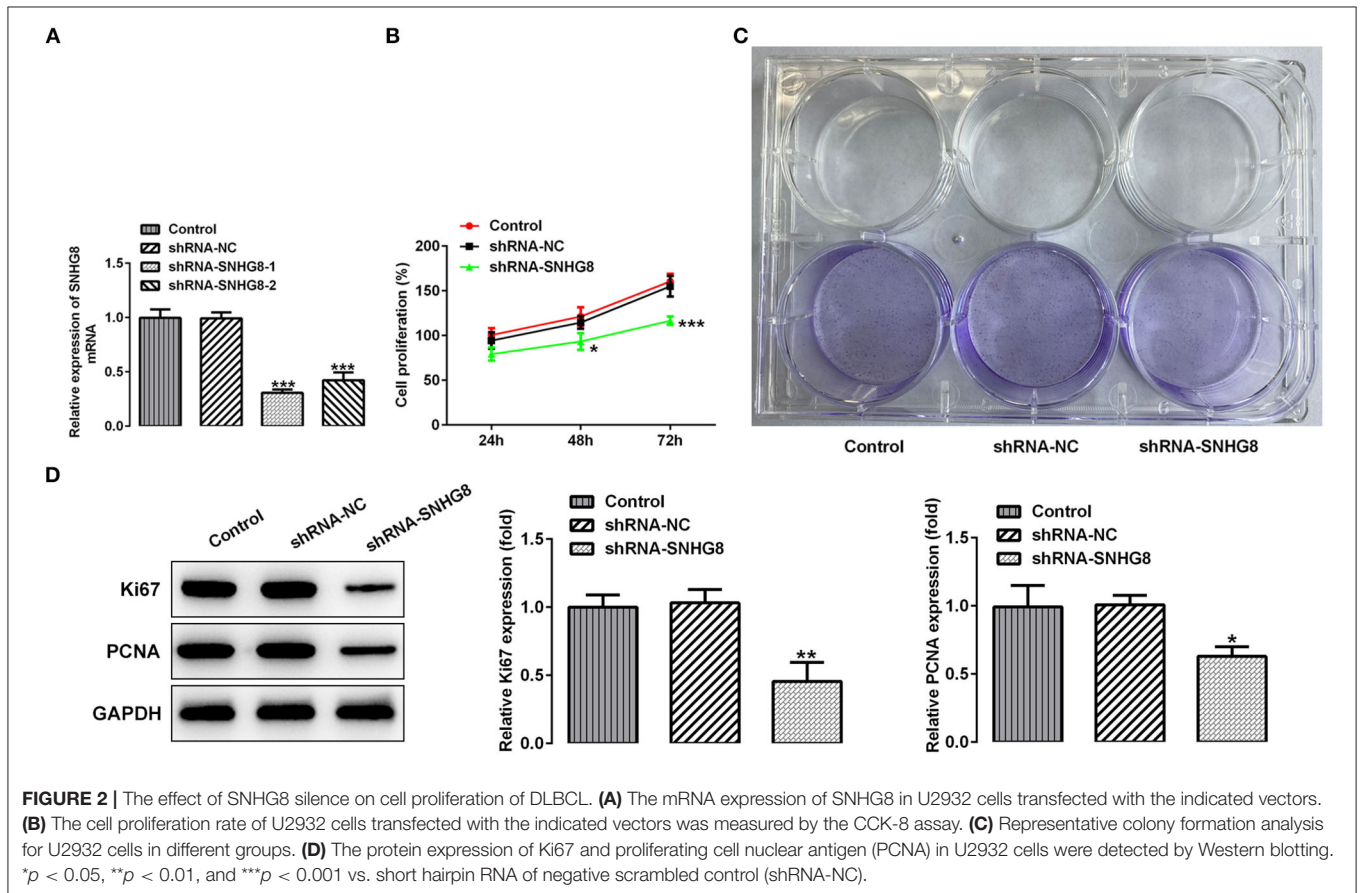 A
Control
shRNA-NC
shRNA-SNHG8-1
shRNA-SNHG8-2
Relative expression of SNHG8
mRNA
1.5
1.0
0.5
0.0
***
***
B
Control
shRNA-NC
shRNA-SNHG8
Cell proliferation (%)
200
150
100
50
0
*
***
24h 48h 72h
C
Control shRNA-NC shRNA-SNHG8
D
Control shRNA-NC shRNA-SNHG8
Ki67
PCNA
GAPDH
Control
shRNA-NC
shRNA-SNHG8
Relative Ki67 expression (fold)
1.5
1.0
0.5
0.0
**
Control
shRNA-NC
shRNA-SNHG8
Relative PCNA expression (fold)
1.5
1.0
0.5
0.0
*
FIGURE 2 | The effect of SNHG8 silence on cell proliferation of DLBCL. (A) The mRNA expression of SNHG8 in U2932 cells transfected with the indicated vectors.
(B) The cell proliferation rate of U2932 cells transfected with the indicated vectors was measured by the CCK-8 assay. (C) Representative colony formation analysis
for U2932 cells in different groups. (D) The protein expression of Ki67 and proliferating cell nuclear antigen (PCNA) in U2932 cells were detected by Western blotting.
*p < 0.05, **p < 0.01, and ***p < 0.001 vs. short hairpin RNA of negative scrambled control (shRNA-NC).